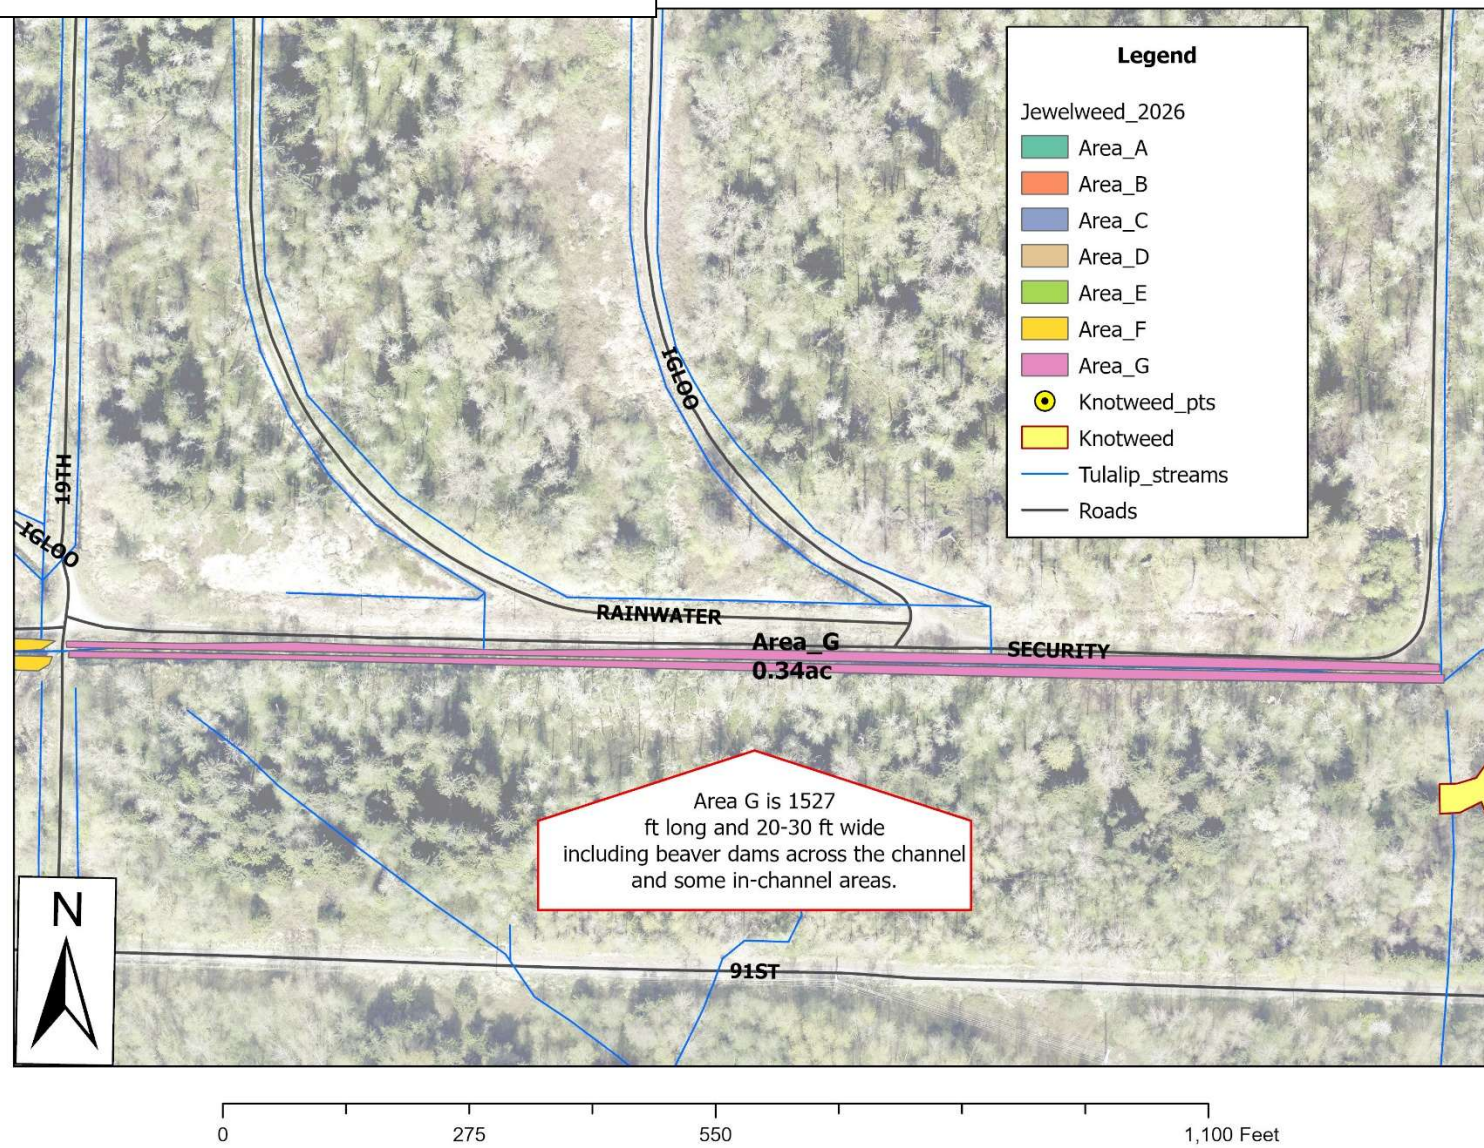 Legend
Jewelweed_2026
Area_A
Area_B
Area_C
Area_D
Area_E
Area_F
Area_G
Knotweed_pts
Knotweed
Tulalip_streams
Roads
IGLOO
19TH
IGLOO
RAINWATER
Area_G
0.34ac
SECURITY
Area G is 1527
ft long and 20-30 ft wide
including beaver dams across the channel
and some in-channel areas.
N
91ST
0 275 550 1,100 Feet